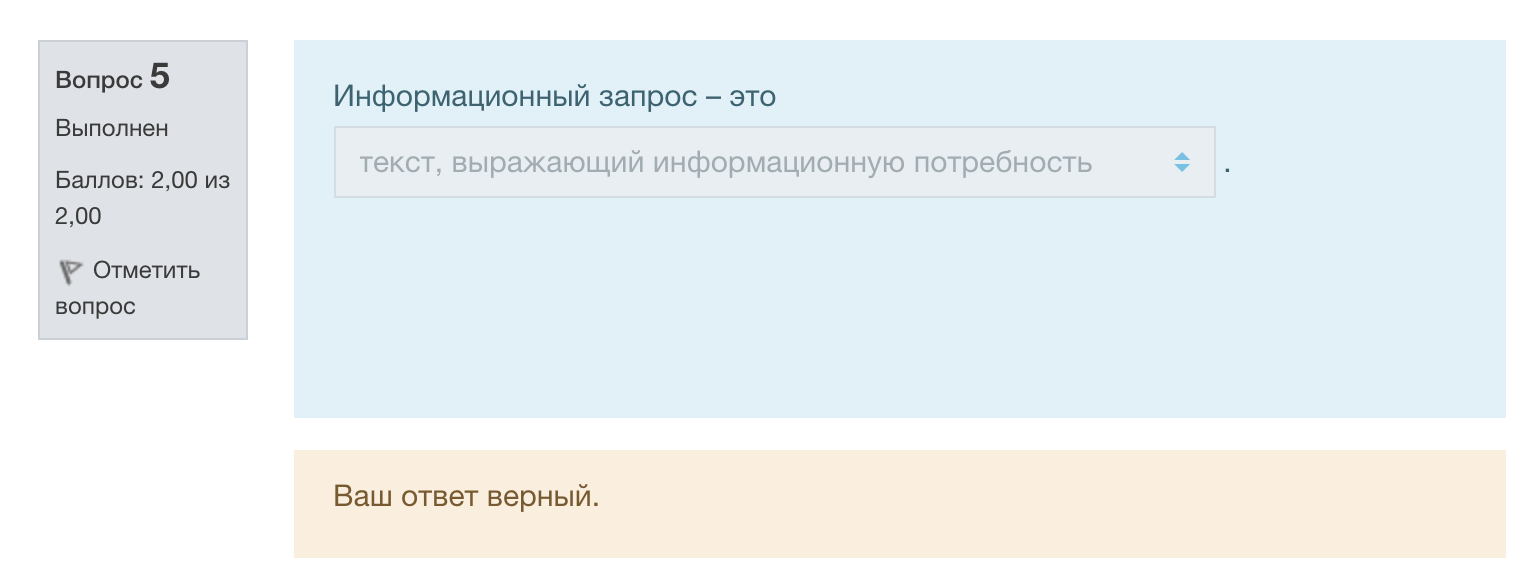 Вопрос 5
Выполнен
Баллов: 2,00 из
2,00
Отметить
вопрос
Информационный запрос – это
текст, выражающий информационную потребность .
Ваш ответ верный.